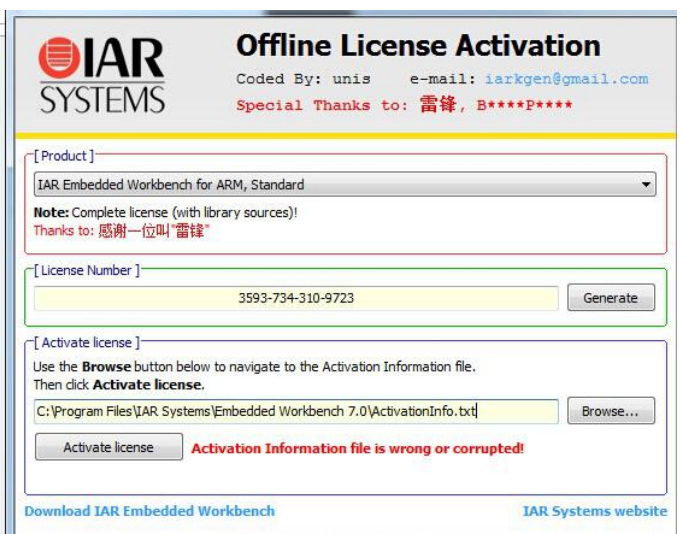 IAR
SYSTEMS
Offline License Activation
Coded By: unis e-mail: iarkgen@gmail.com
Special Thanks to: 雷锋, B****P****
[ Product ]
IAR Embedded Workbench for ARM, Standard
Note: Complete license (with library sources)!
Thanks to: 感谢一位叫"雷锋"
[ License Number ]
3593-734-310-9723 Generate
[ Activate license ]
Use the Browse button below to navigate to the Activation Information file.
Then click Activate license.
C:\Program Files\IAR Systems\Embedded Workbench 7.0\ActivationInfo.txt Browse...
Activate license Activation Information file is wrong or corrupted!
Download IAR Embedded Workbench IAR Systems website